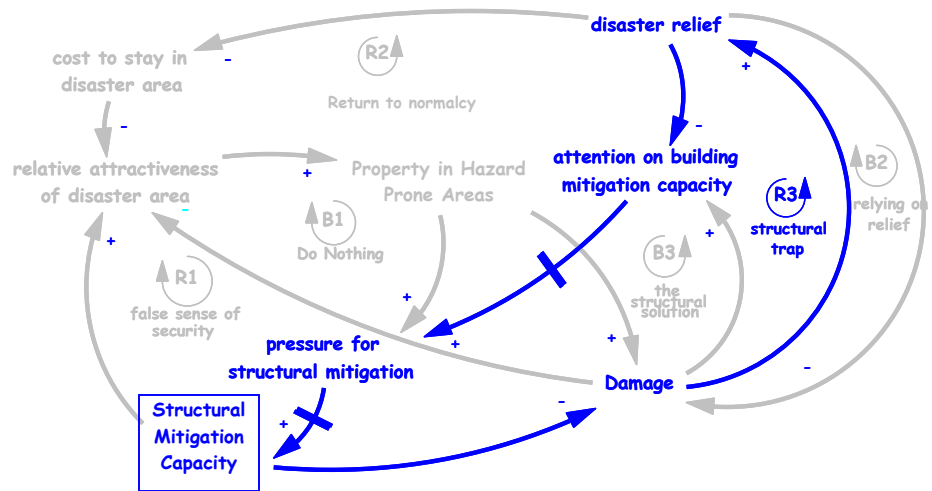 disaster relief
cost to stay in
disaster area
-
R2
+
Return to normalcy
-
-
attention on building
mitigation capacity
relative attractiveness
of disaster area
+
Property in Hazard
Prone Areas
B2
relying on
relief
R3
structural
trap
-
+
B1
Do Nothing
+
B3
the
structural
solution
R1
false sense of
security
+
+
+
pressure for
structural mitigation
-
Damage
-
+
Structural
Mitigation
Capacity